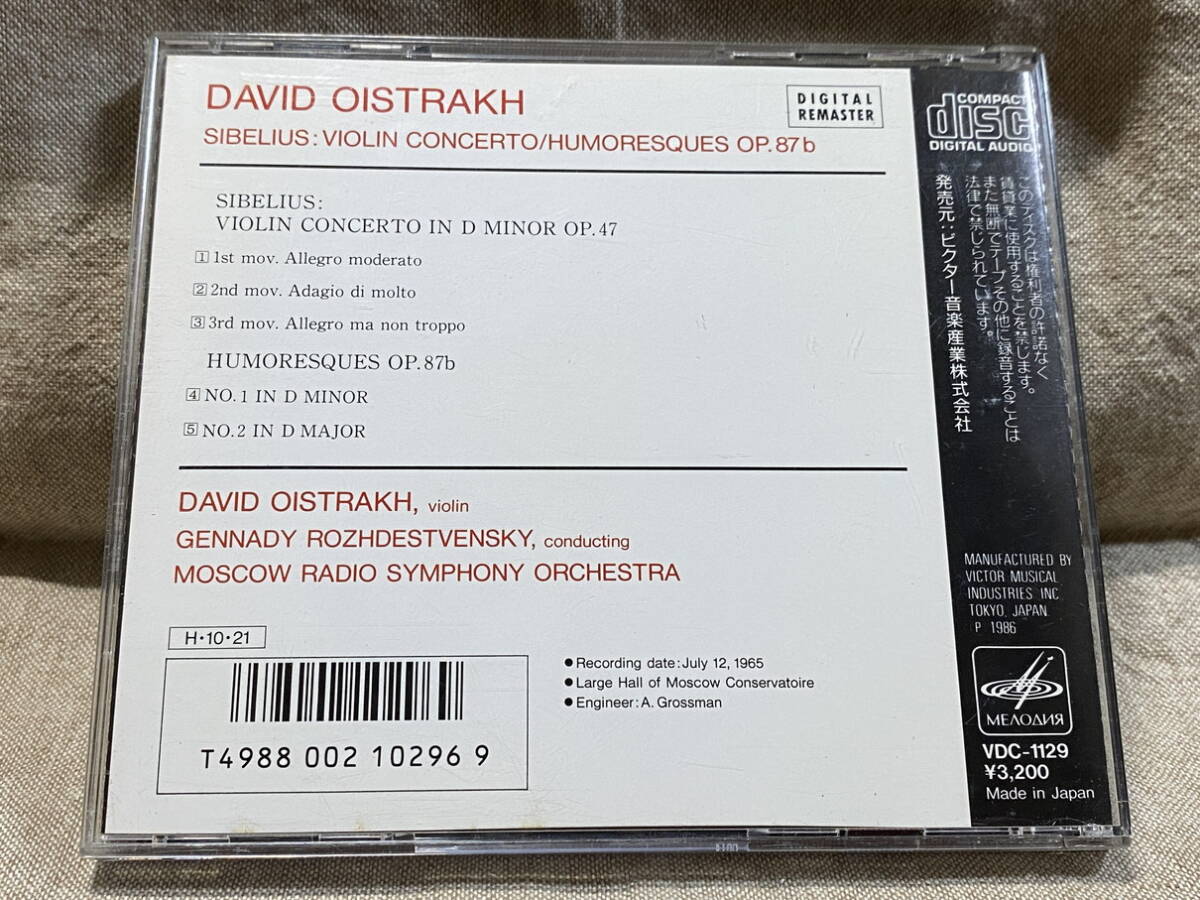 DAVID OISTRAKH
SIBELIUS: VIOLIN CONCERTO/HUMORESQUES OP.87b
DIGITAL
REMASTER
SIBELIUS:
VIOLIN CONCERTO IN D MINOR OP.47
1 1st mov. Allegro moderato
2 2nd mov. Adagio di molto
3 3rd mov. Allegro ma non troppo
HUMORESQUES OP.87b
4 NO.1 IN D MINOR
5 NO.2 IN D MAJOR
DAVID OISTRAKH, violin
GENNADY ROZHDESTVENSKY, conducting
MOSCOW RADIO SYMPHONY ORCHESTRA
H・10・21
T4988 002 10296 9
●Recording date:July 12, 1965
●Large Hall of Moscow Conservatoire
●Engineer:A.Grossman
COMPACT
disc
DIGITAL AUDIO
このディスクは権利者の許諾なく
賃貸業に使用することを禁じます。
また無断でテープその他に録音することは
法律で禁じられています。
発売元:ビクター音楽産業株式会社
MANUFACTURED BY
VICTOR MUSICAL
INDUSTRIES INC
TOKYO, JAPAN
P 1986
МЕЛОДИЯ
VDC-1129
¥3,200
Made in Japan